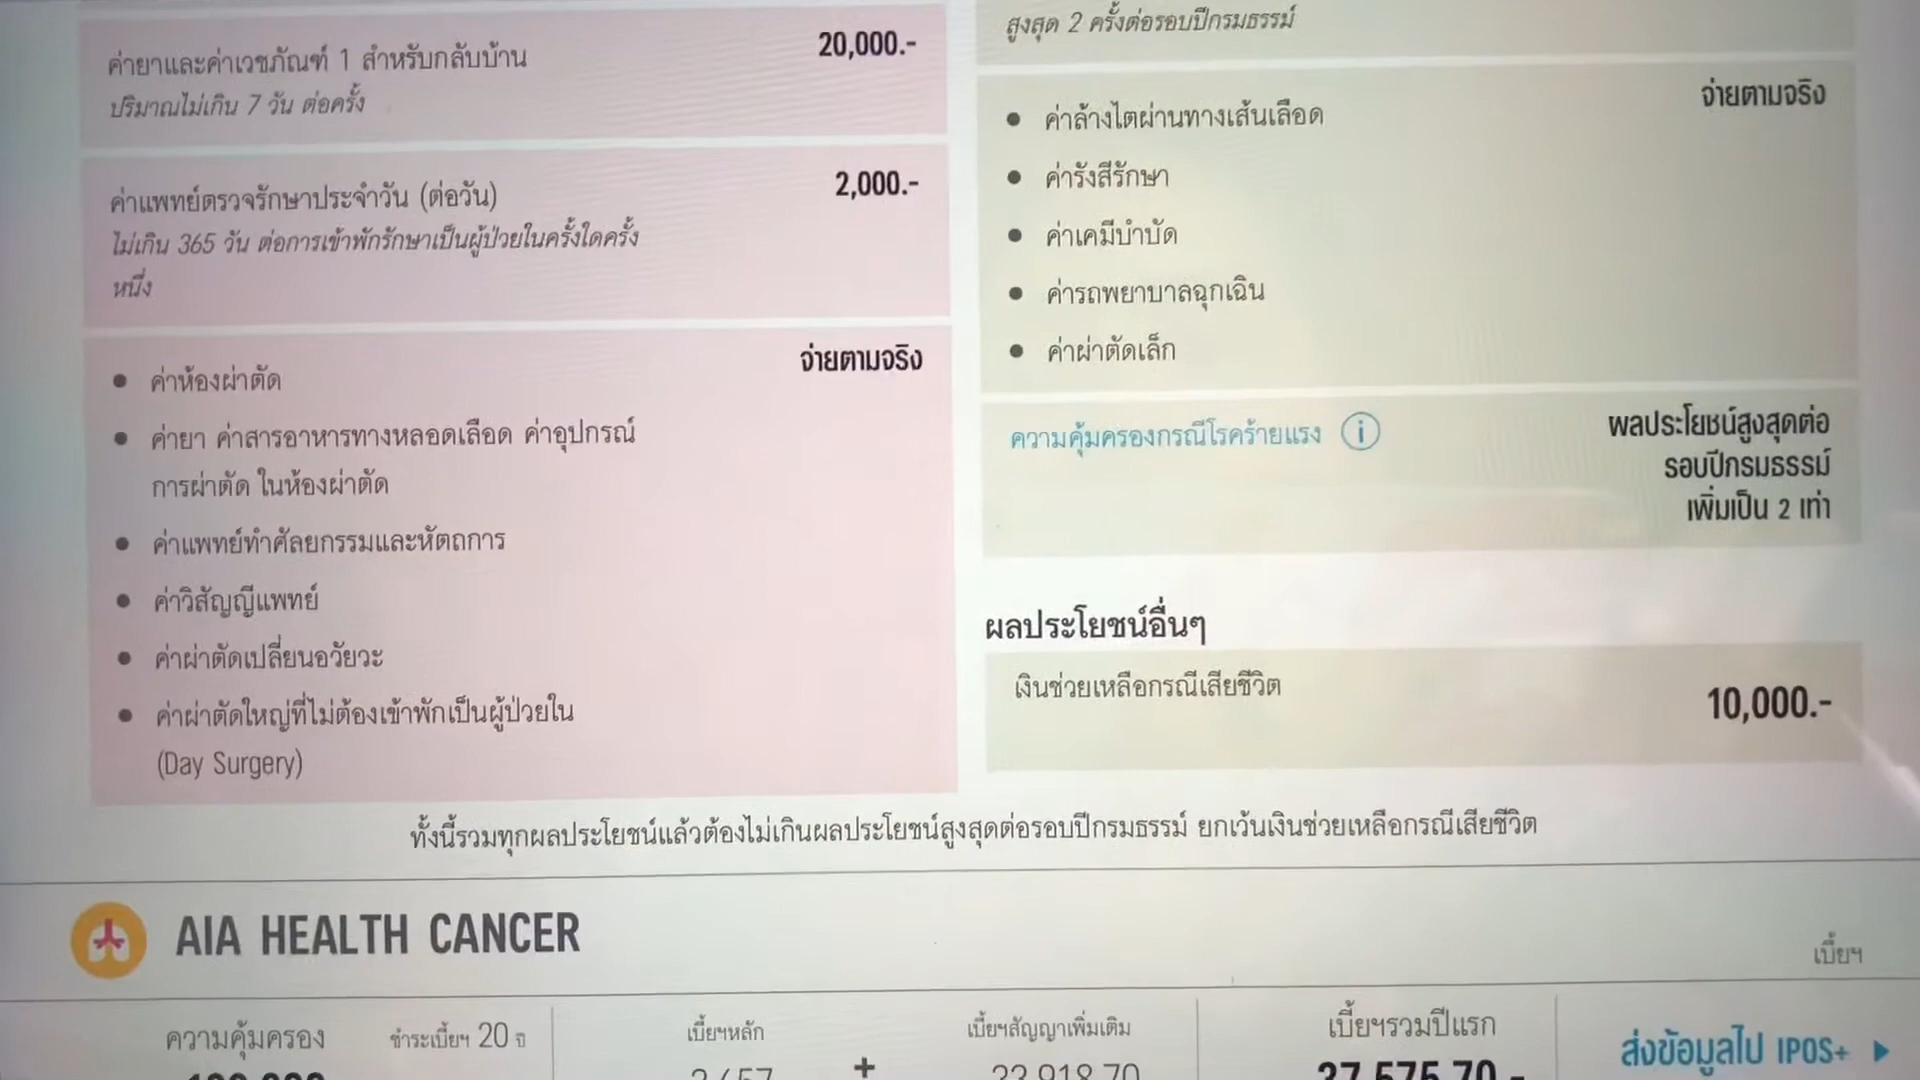 ค่ายาและค่าเวชภัณฑ์ 1 สำหรับกลับบ้าน 20,000.-
ปริมาณไม่เกิน 7 วัน ต่อครั้ง
ค่าแพทย์ตรวจรักษาประจำวัน (ต่อวัน) 2,000.-
ไม่เกิน 365 วัน ต่อการเข้าพักรักษาเป็นผู้ป่วยในครั้งใดครั้ง
หนึ่ง
จ่ายตามจริง
• ค่าห้องผ่าตัด
• ค่ายา ค่าสารอาหารทางหลอดเลือด ค่าอุปกรณ์
การผ่าตัด ในห้องผ่าตัด
• ค่าแพทย์ทำศัลยกรรมและหัตถการ
• ค่าวิสัญญีแพทย์
• ค่าผ่าตัดเปลี่ยนอวัยวะ
• ค่าผ่าตัดใหญ่ที่ไม่ต้องเข้าพักเป็นผู้ป่วยใน
(Day Surgery)
สูงสุด 2 ครั้งต่อรอบปีกรมธรรม์
จ่ายตามจริง
• ค่าล้างไตผ่านทางเส้นเลือด
• ค่ารังสีรักษา
• ค่าเคมีบำบัด
• ค่ารถพยาบาลฉุกเฉิน
• ค่าผ่าตัดเล็ก
ความคุ้มครองกรณีโรคร้ายแรง i
ผลประโยชน์สูงสุดต่อ
รอบปีกรมธรรม์
เพิ่มเป็น 2 เท่า
ผลประโยชน์อื่นๆ
เงินช่วยเหลือกรณีเสียชีวิต 10,000.-
ทั้งนี้รวมทุกผลประโยชน์แล้วต้องไม่เกินผลประโยชน์สูงสุดต่อรอบปีกรมธรรม์ ยกเว้นเงินช่วยเหลือกรณีเสียชีวิต
AIA HEALTH CANCER
เบี้ยฯ
ความคุ้มครอง ชำระเบี้ยฯ 20 ปี เบี้ยฯหลัก เบี้ยฯสัญญาเพิ่มเติม เบี้ยฯรวมปีแรก ส่งข้อมูลไป IPOS+
+ 37,575.70.-